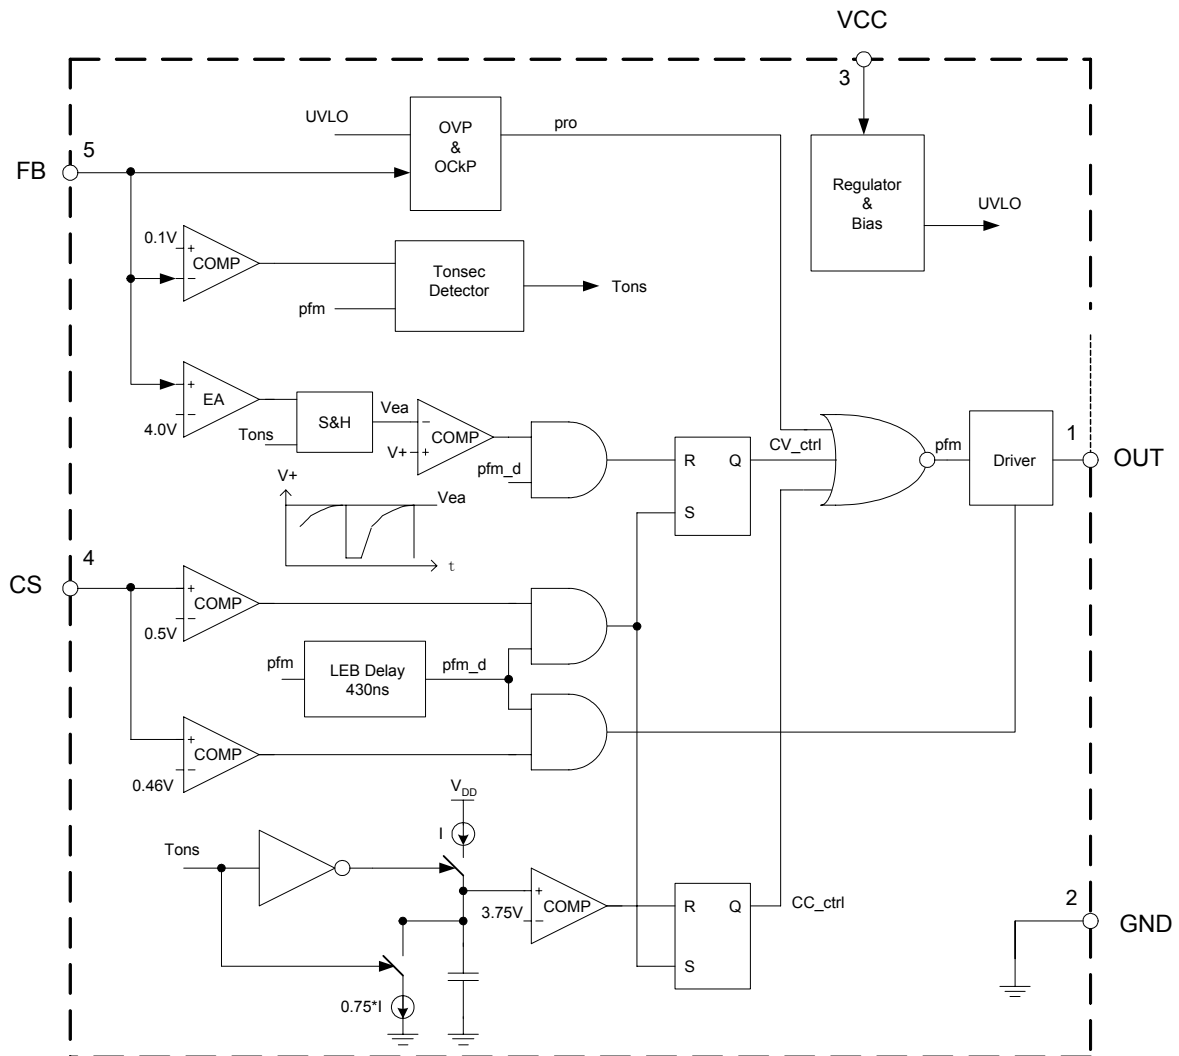 VCC
3
UVLO
OVP
&
OCkP
pro
5
FB
Regulator
&
Bias
UVLO
0.1V
+
COMP
−
Tonsec
Detector
Tons
pfm
+
EA
−
4.0V
S&H
Tons
Vea
−
COMP
V+
+
pfm_d
R
Q
S
CV_ctrl
pfm
Driver
1
OUT
V+
Vea
t
4
CS
+
COMP
−
0.5V
pfm
LEB Delay
430ns
pfm_d
+
COMP
−
0.46V
VDD
I
Tons
+
COMP
3.75V
−
R
Q
S
CC_ctrl
2
GND
0.75*I